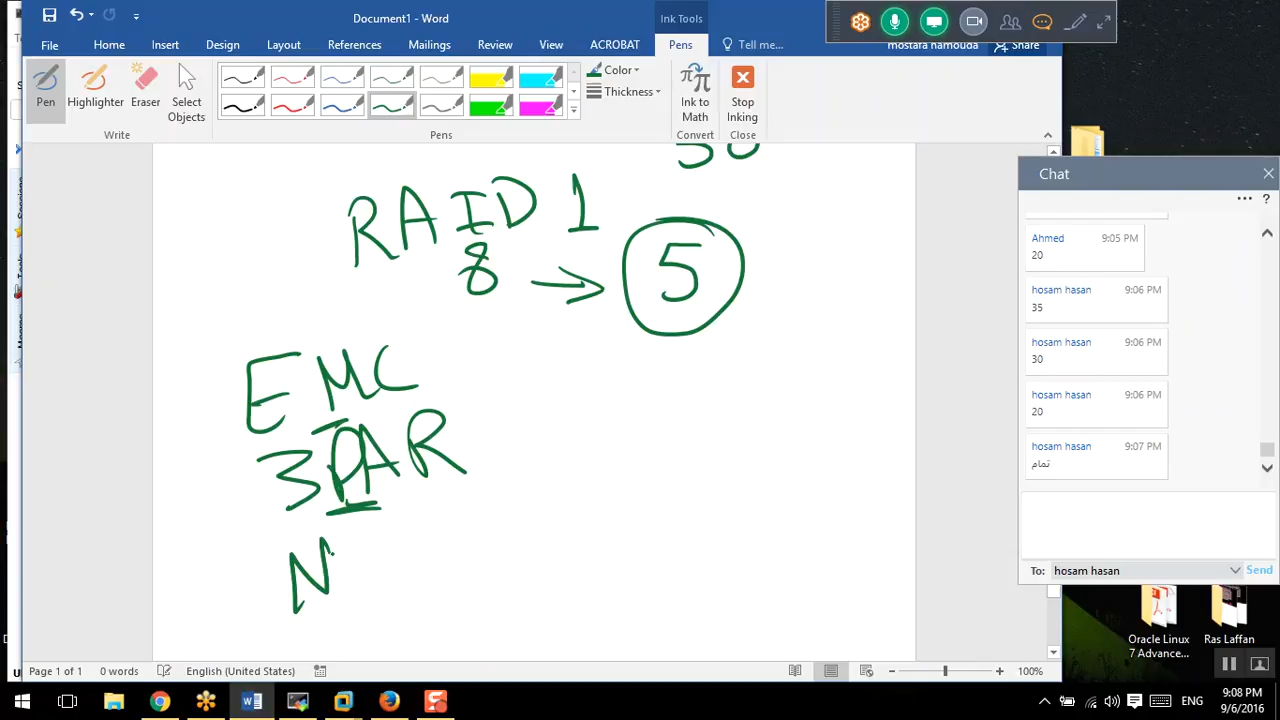 Document1 - Word
Ink Tools
File
Home
Insert
Design
Layout
References
Mailings
Review
View
ACROBAT
Pens
Tell me...
mostafa hamouda
Share
Pen
Highlighter
Eraser
Select Objects
Color
Thickness
Ink to Math
Stop Inking
Write
Pens
Convert
Close
RAID 1
8 → 5
EMC
3PAR
N
Chat
Ahmed 9:05 PM
20
hosam hasan 9:06 PM
35
hosam hasan 9:06 PM
30
hosam hasan 9:06 PM
20
hosam hasan 9:07 PM
تمام
To: hosam hasan Send
Oracle Linux 7 Advance...
Ras Laffan
Page 1 of 1 0 words English (United States) 100%
ENG
9:08 PM
9/6/2016